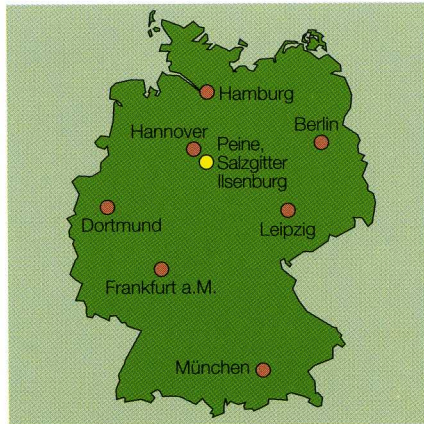 Hamburg
Hannover
Berlin
Peine,
Salzgitter
Ilsenburg
Dortmund
Leipzig
Frankfurt a.M.
München